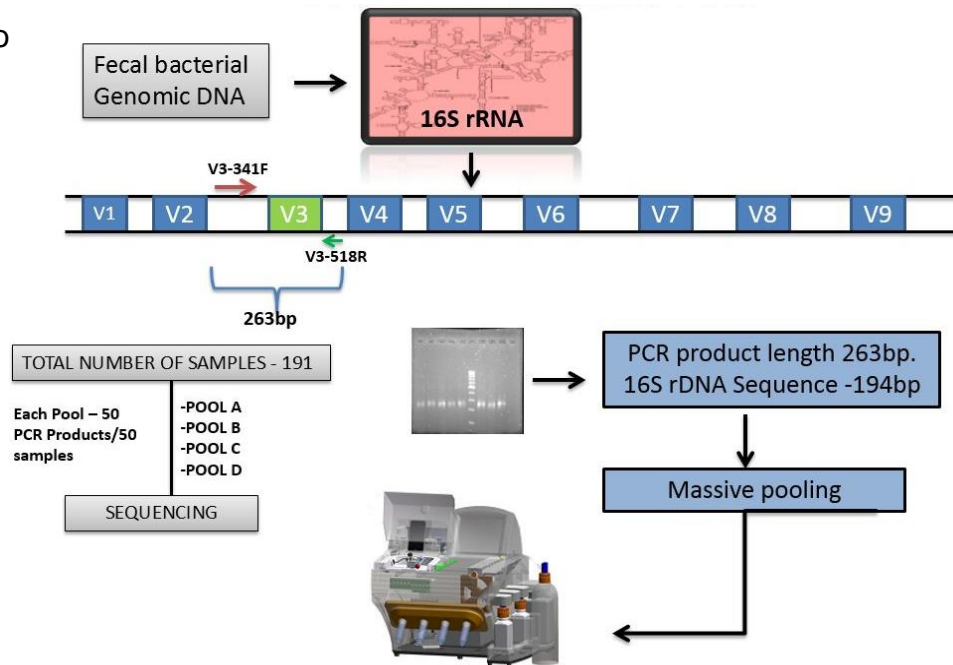 b
Fecal bacterial
Genomic DNA
16S rRNA
V3-341F
V1 V2 V3 V4 V5 V6 V7 V8 V9
V3-518R
263bp
TOTAL NUMBER OF SAMPLES - 191
Each Pool – 50
PCR Products/50
samples
-POOL A
-POOL B
-POOL C
-POOL D
SEQUENCING
PCR product length 263bp.
16S rDNA Sequence -194bp
Massive pooling